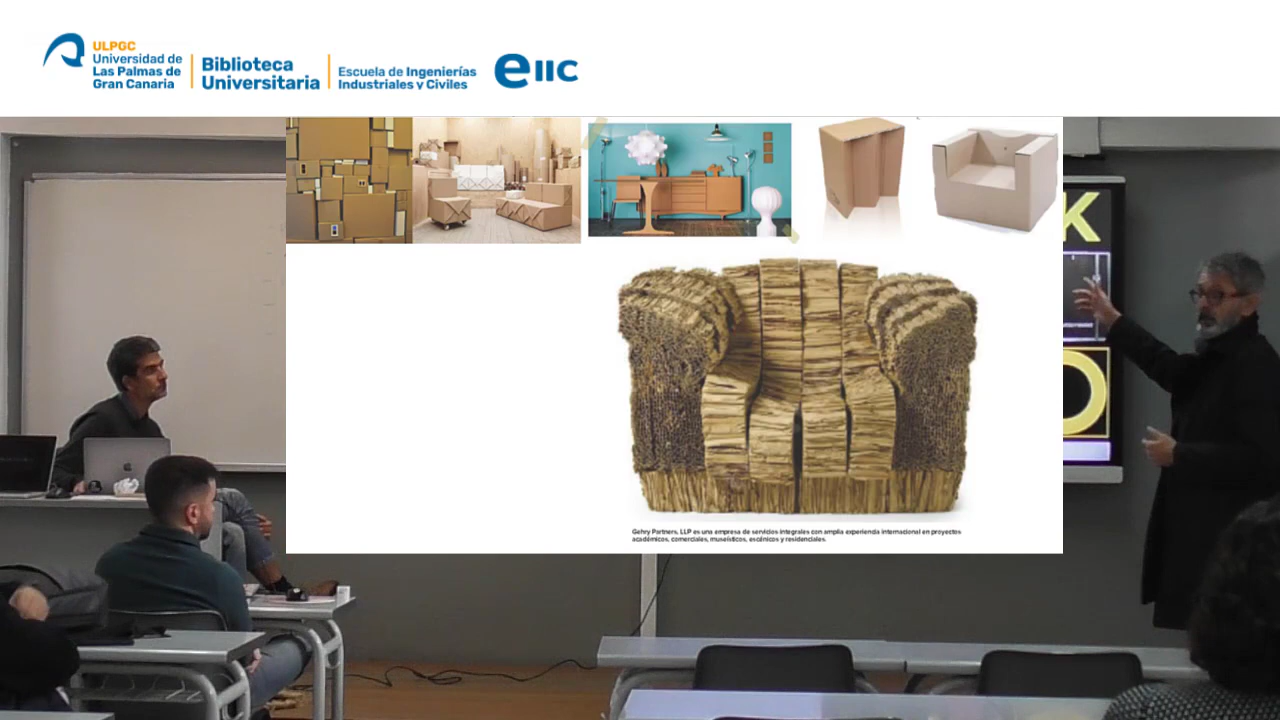 ULPGC
Universidad de
Las Palmas de
Gran Canaria
Biblioteca
Universitaria
Escuela de Ingenierías
Industriales y Civiles
eiic
K
O
Gehry Partners, LLP es una empresa de servicios integrales con amplia experiencia internacional en proyectos
académicos, comerciales, museísticos, escénicos y residenciales.